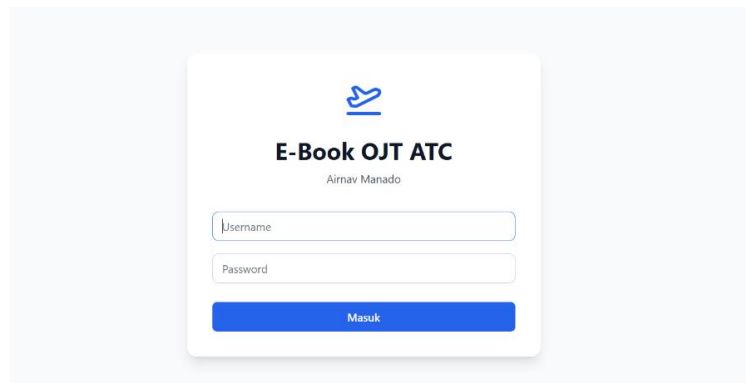 E-Book OJT ATC
Airnav Manado
Username
Password
Masuk